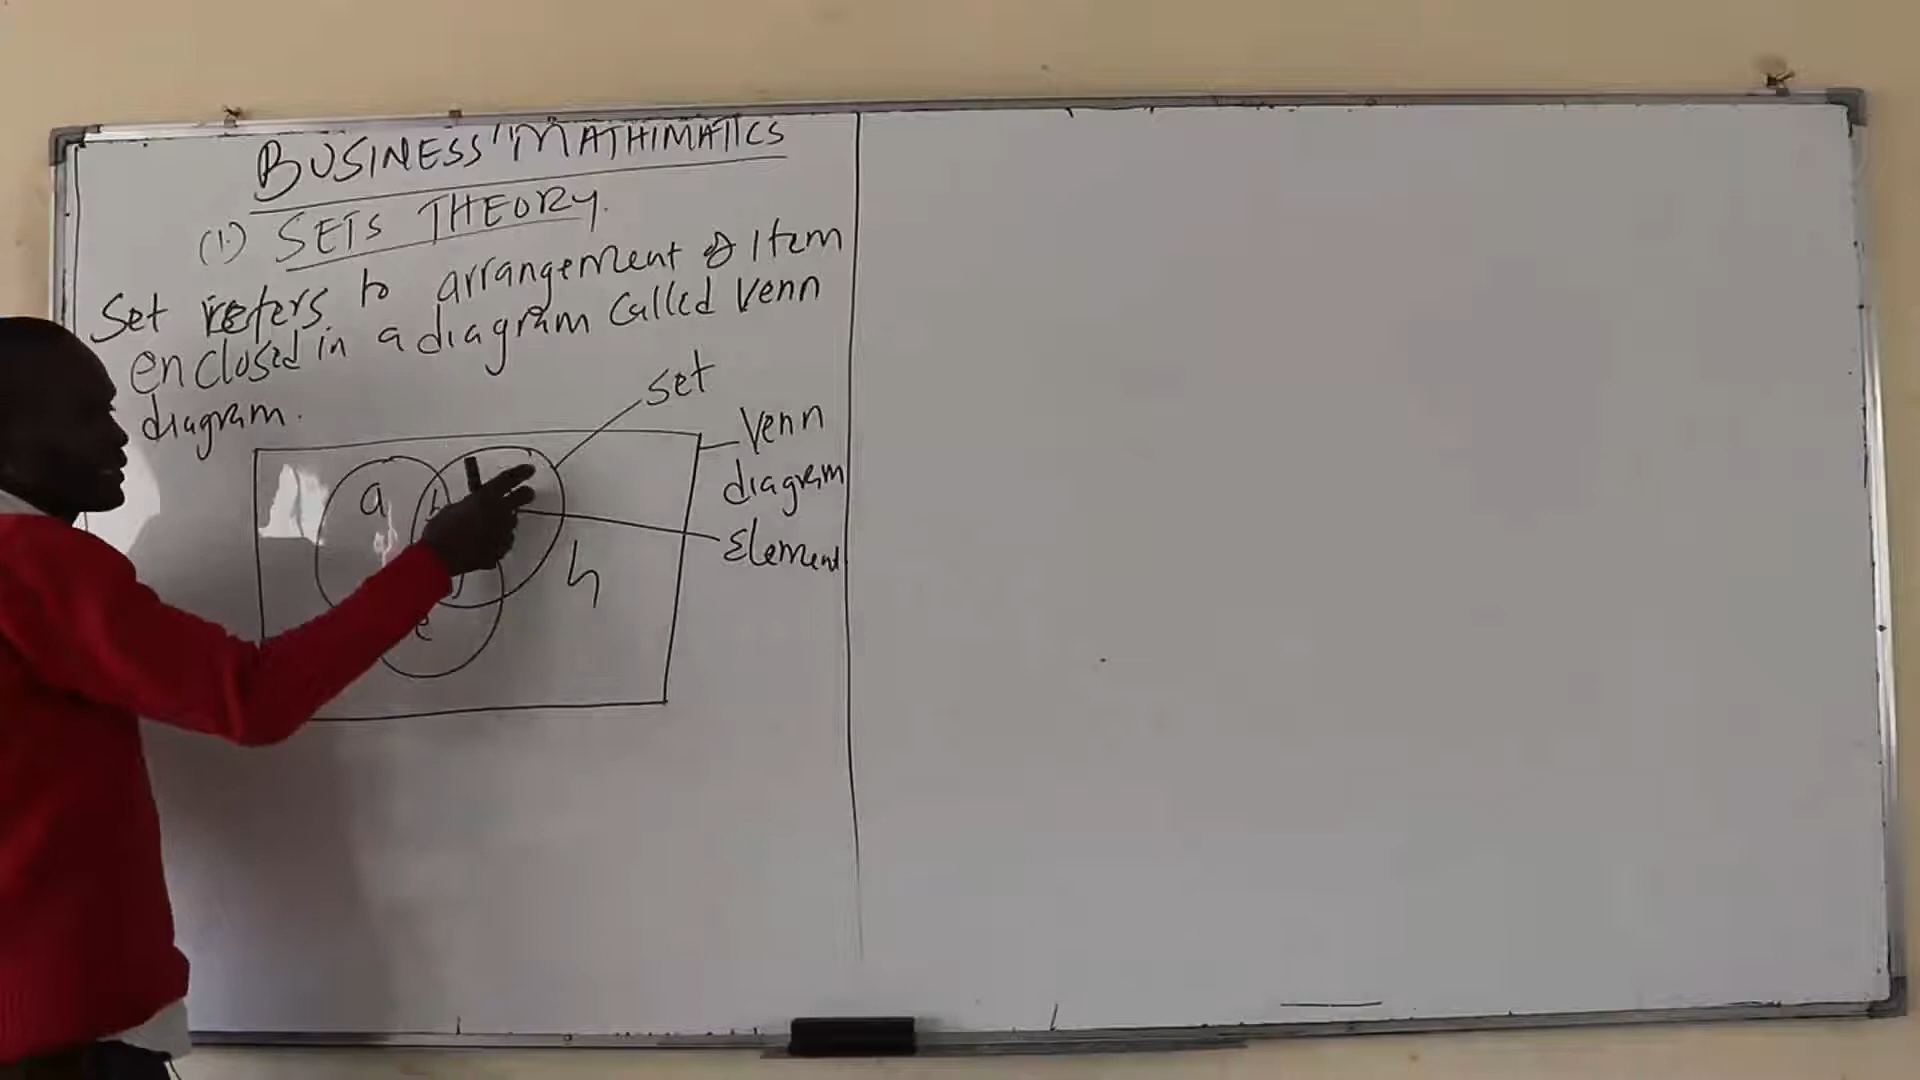 BUSINESS MATHIMATICS
(1.) SETS THEORY.
Set refers to arrangement of Item
enclosed in a diagram called Venn
diagram.
Set
Venn
diagram
Element
a
b
h
e